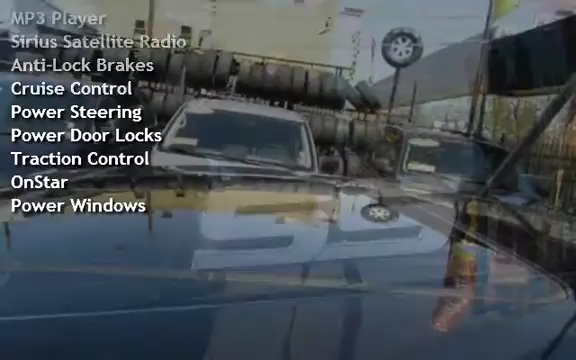 MP3 Player
Sirius Satellite Radio
Anti-Lock Brakes
Cruise Control
Power Steering
Power Door Locks
Traction Control
OnStar
Power Windows